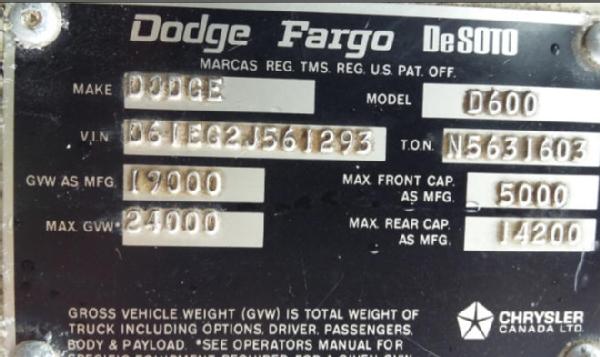 Dodge Fargo DeSOTO
MARCAS REG. TMS. REG. U.S. PAT. OFF.
MAKE DODGE MODEL D600
V.I.N D61EG2J561293 T.O.N. N5631603
GVW AS MFG. 19000 MAX. FRONT CAP. AS MFG. 5000
MAX. GVW* 24000 MAX. REAR CAP. AS MFG. 14200
GROSS VEHICLE WEIGHT (GVW) IS TOTAL WEIGHT OF
TRUCK INCLUDING OPTIONS, DRIVER, PASSENGERS,
BODY & PAYLOAD. *SEE OPERATORS MANUAL FOR
CHRYSLER
CANADA LTD.